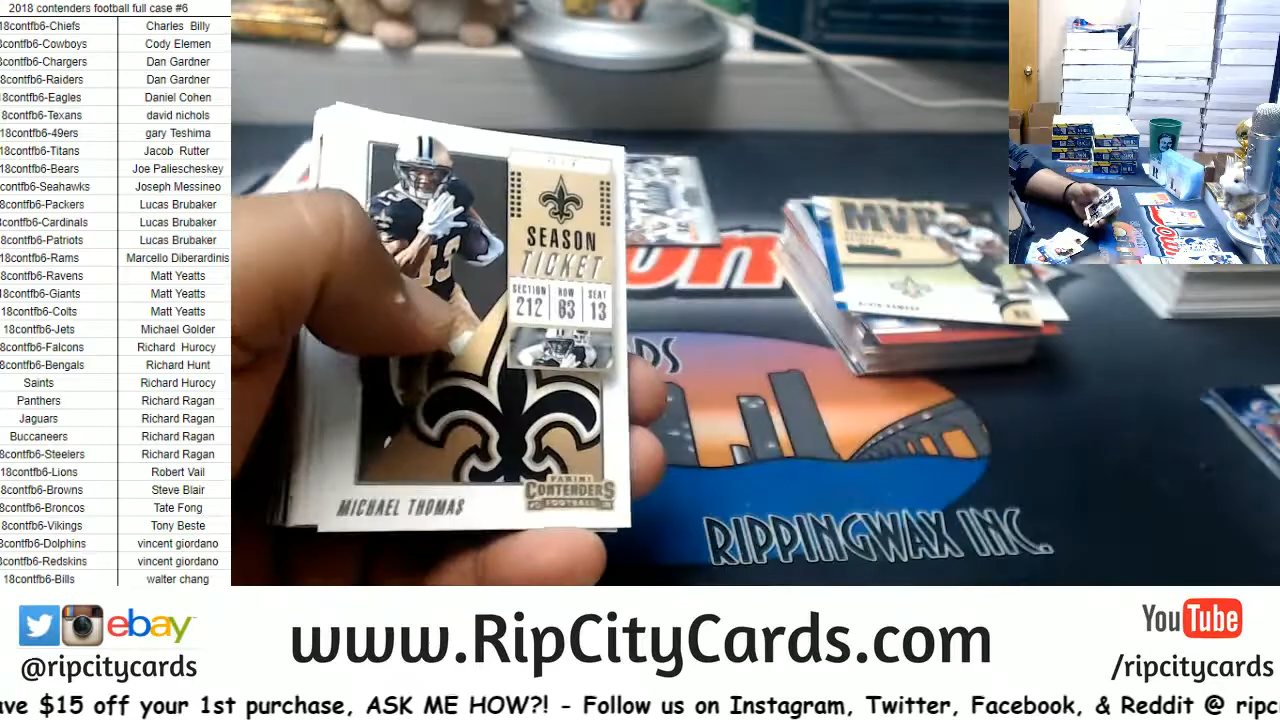 2018 contenders football full case #6
18contfb6-Chiefs Charles Billy
8contfb6-Cowboys Cody Elemen
8contfb6-Chargers Dan Gardner
8contfb6-Raiders Dan Gardner
8contfb6-Eagles Daniel Cohen
8contfb6-Texans david nichols
18contfb6-49ers gary Teshima
18contfb6-Titans Jacob Rutter
18contfb6-Bears Joe Paliescheskey
contfb6-Seahawks Joseph Messineo
8contfb6-Packers Lucas Brubaker
contfb6-Cardinals Lucas Brubaker
8contfb6-Patriots Lucas Brubaker
18contfb6-Rams Marcello Diberardinis
8contfb6-Ravens Matt Yeatts
18contfb6-Giants Matt Yeatts
18contfb6-Colts Matt Yeatts
18contfb6-Jets Michael Golder
8contfb6-Falcons Richard Hurocy
8contfb6-Bengals Richard Hunt
Saints Richard Hurocy
Panthers Richard Ragan
Jaguars Richard Ragan
Buccaneers Richard Ragan
8contfb6-Steelers Richard Ragan
18contfb6-Lions Robert Vail
8contfb6-Browns Steve Blair
8contfb6-Broncos Tate Fong
8contfb6-Vikings Tony Beste
8contfb6-Dolphins vincent giordano
8contfb6-Redskins vincent giordano
18contfb6-Bills walter chang
SEASON
TICKET
SECTION ROW SEAT
212 63 13
MICHAEL THOMAS
PANINI
CONTENDERS
FOOTBALL
MVP
ALVIN KAMARA
on
RDS
RIPPINGWAX INC.
ebay
@ripcitycards
www.RipCityCards.com
YouTube
/ripcitycards
ave $15 off your 1st purchase, ASK ME HOW?! - Follow us on Instagram, Twitter, Facebook, & Reddit @ ripc